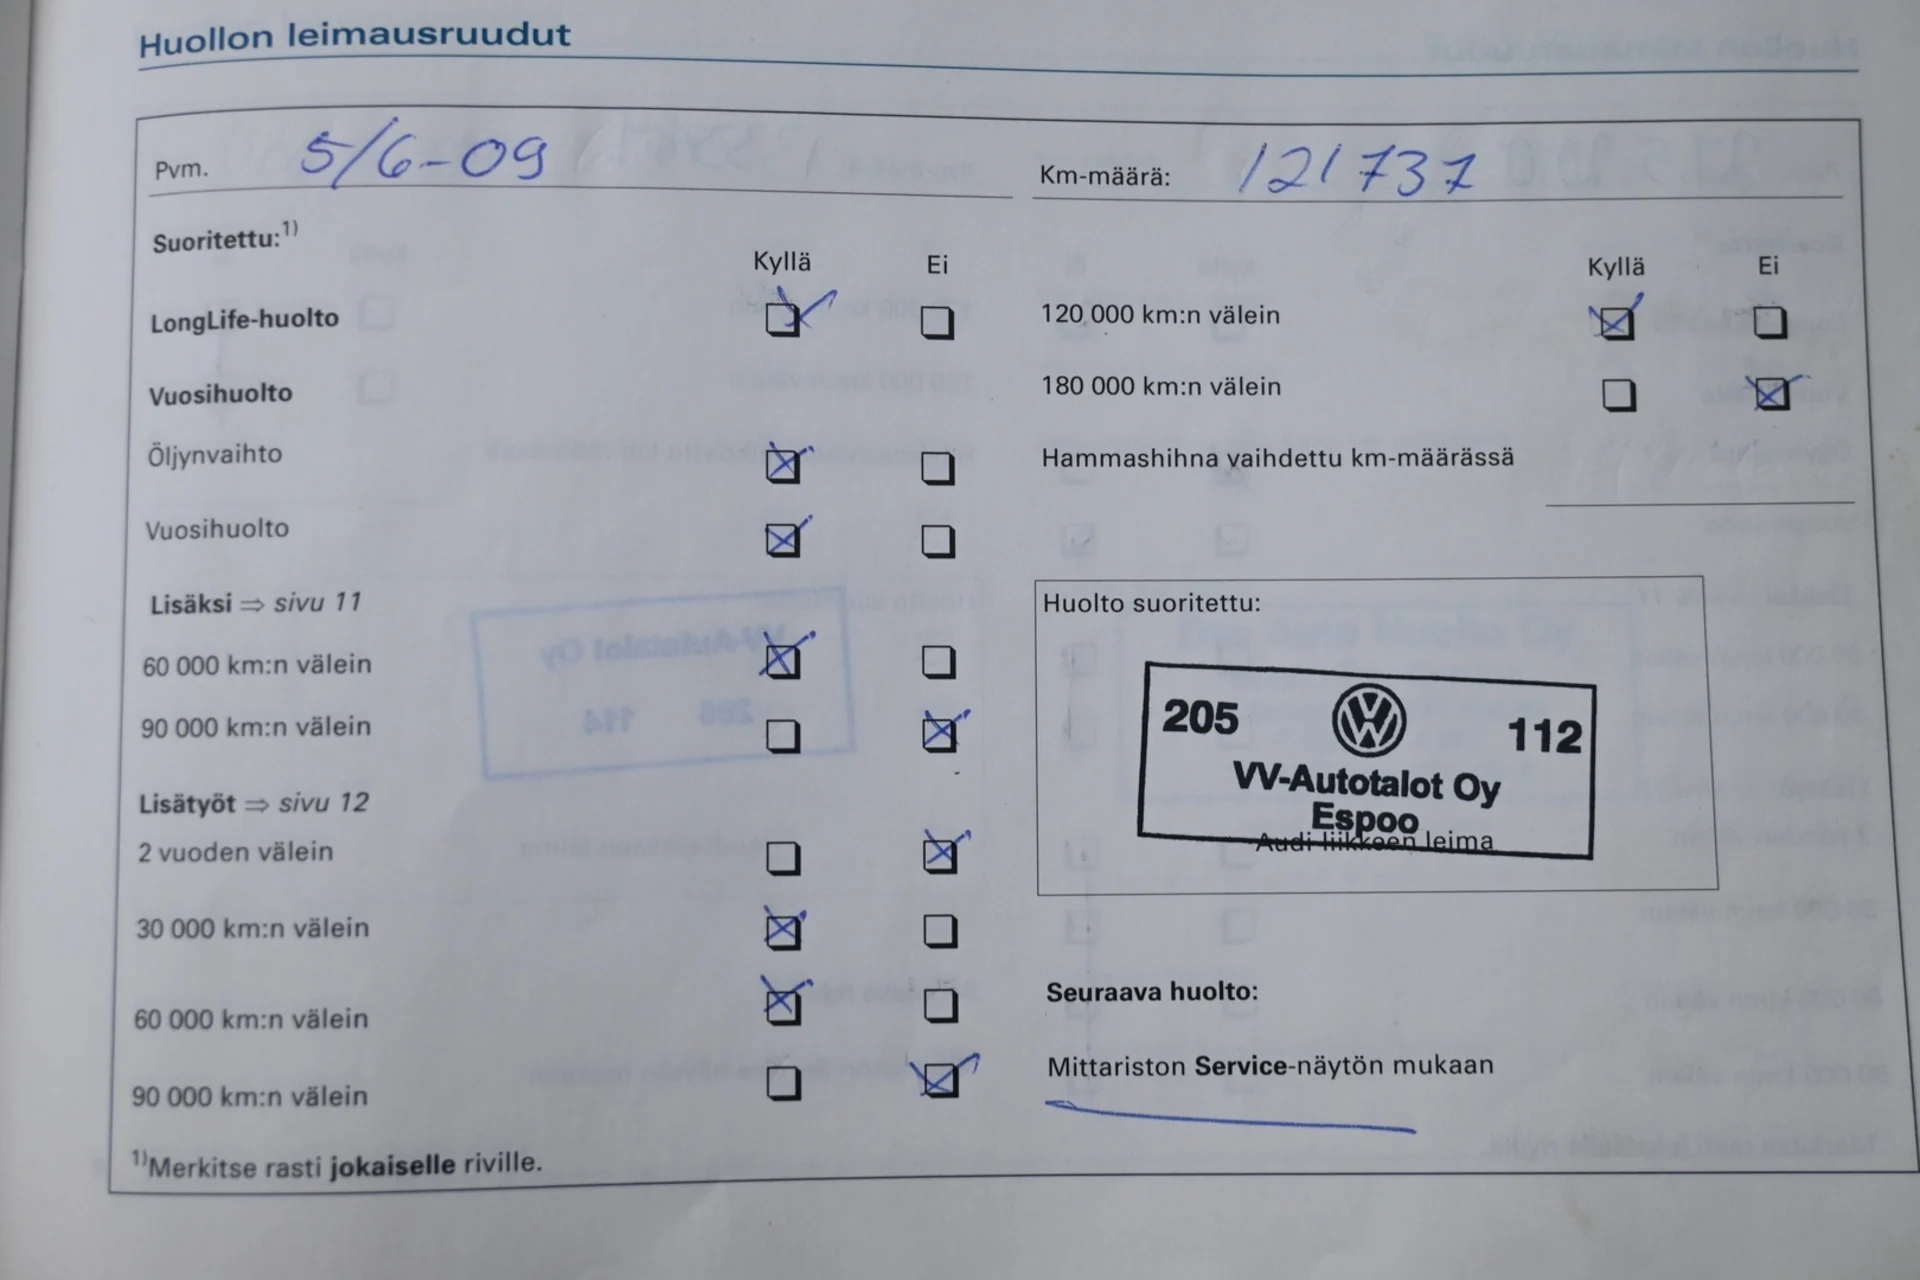 Huollon leimausruudut
Pvm. 5/6-09
Km-määrä: 121737
Suoritettu:1)
Kyllä Ei
LongLife-huolto
Vuosihuolto
Öljynvaihto
Vuosihuolto
Lisäksi ⇒ sivu 11
60 000 km:n välein
90 000 km:n välein
Lisätyöt ⇒ sivu 12
2 vuoden välein
30 000 km:n välein
60 000 km:n välein
90 000 km:n välein
1)Merkitse rasti jokaiselle riville.
Kyllä Ei
120 000 km:n välein
180 000 km:n välein
Hammashihna vaihdettu km-määrässä
Huolto suoritettu:
205 112
VV-Autotalot Oy
Espoo
Audi-liikkeen leima
Seuraava huolto:
Mittariston Service-näytön mukaan